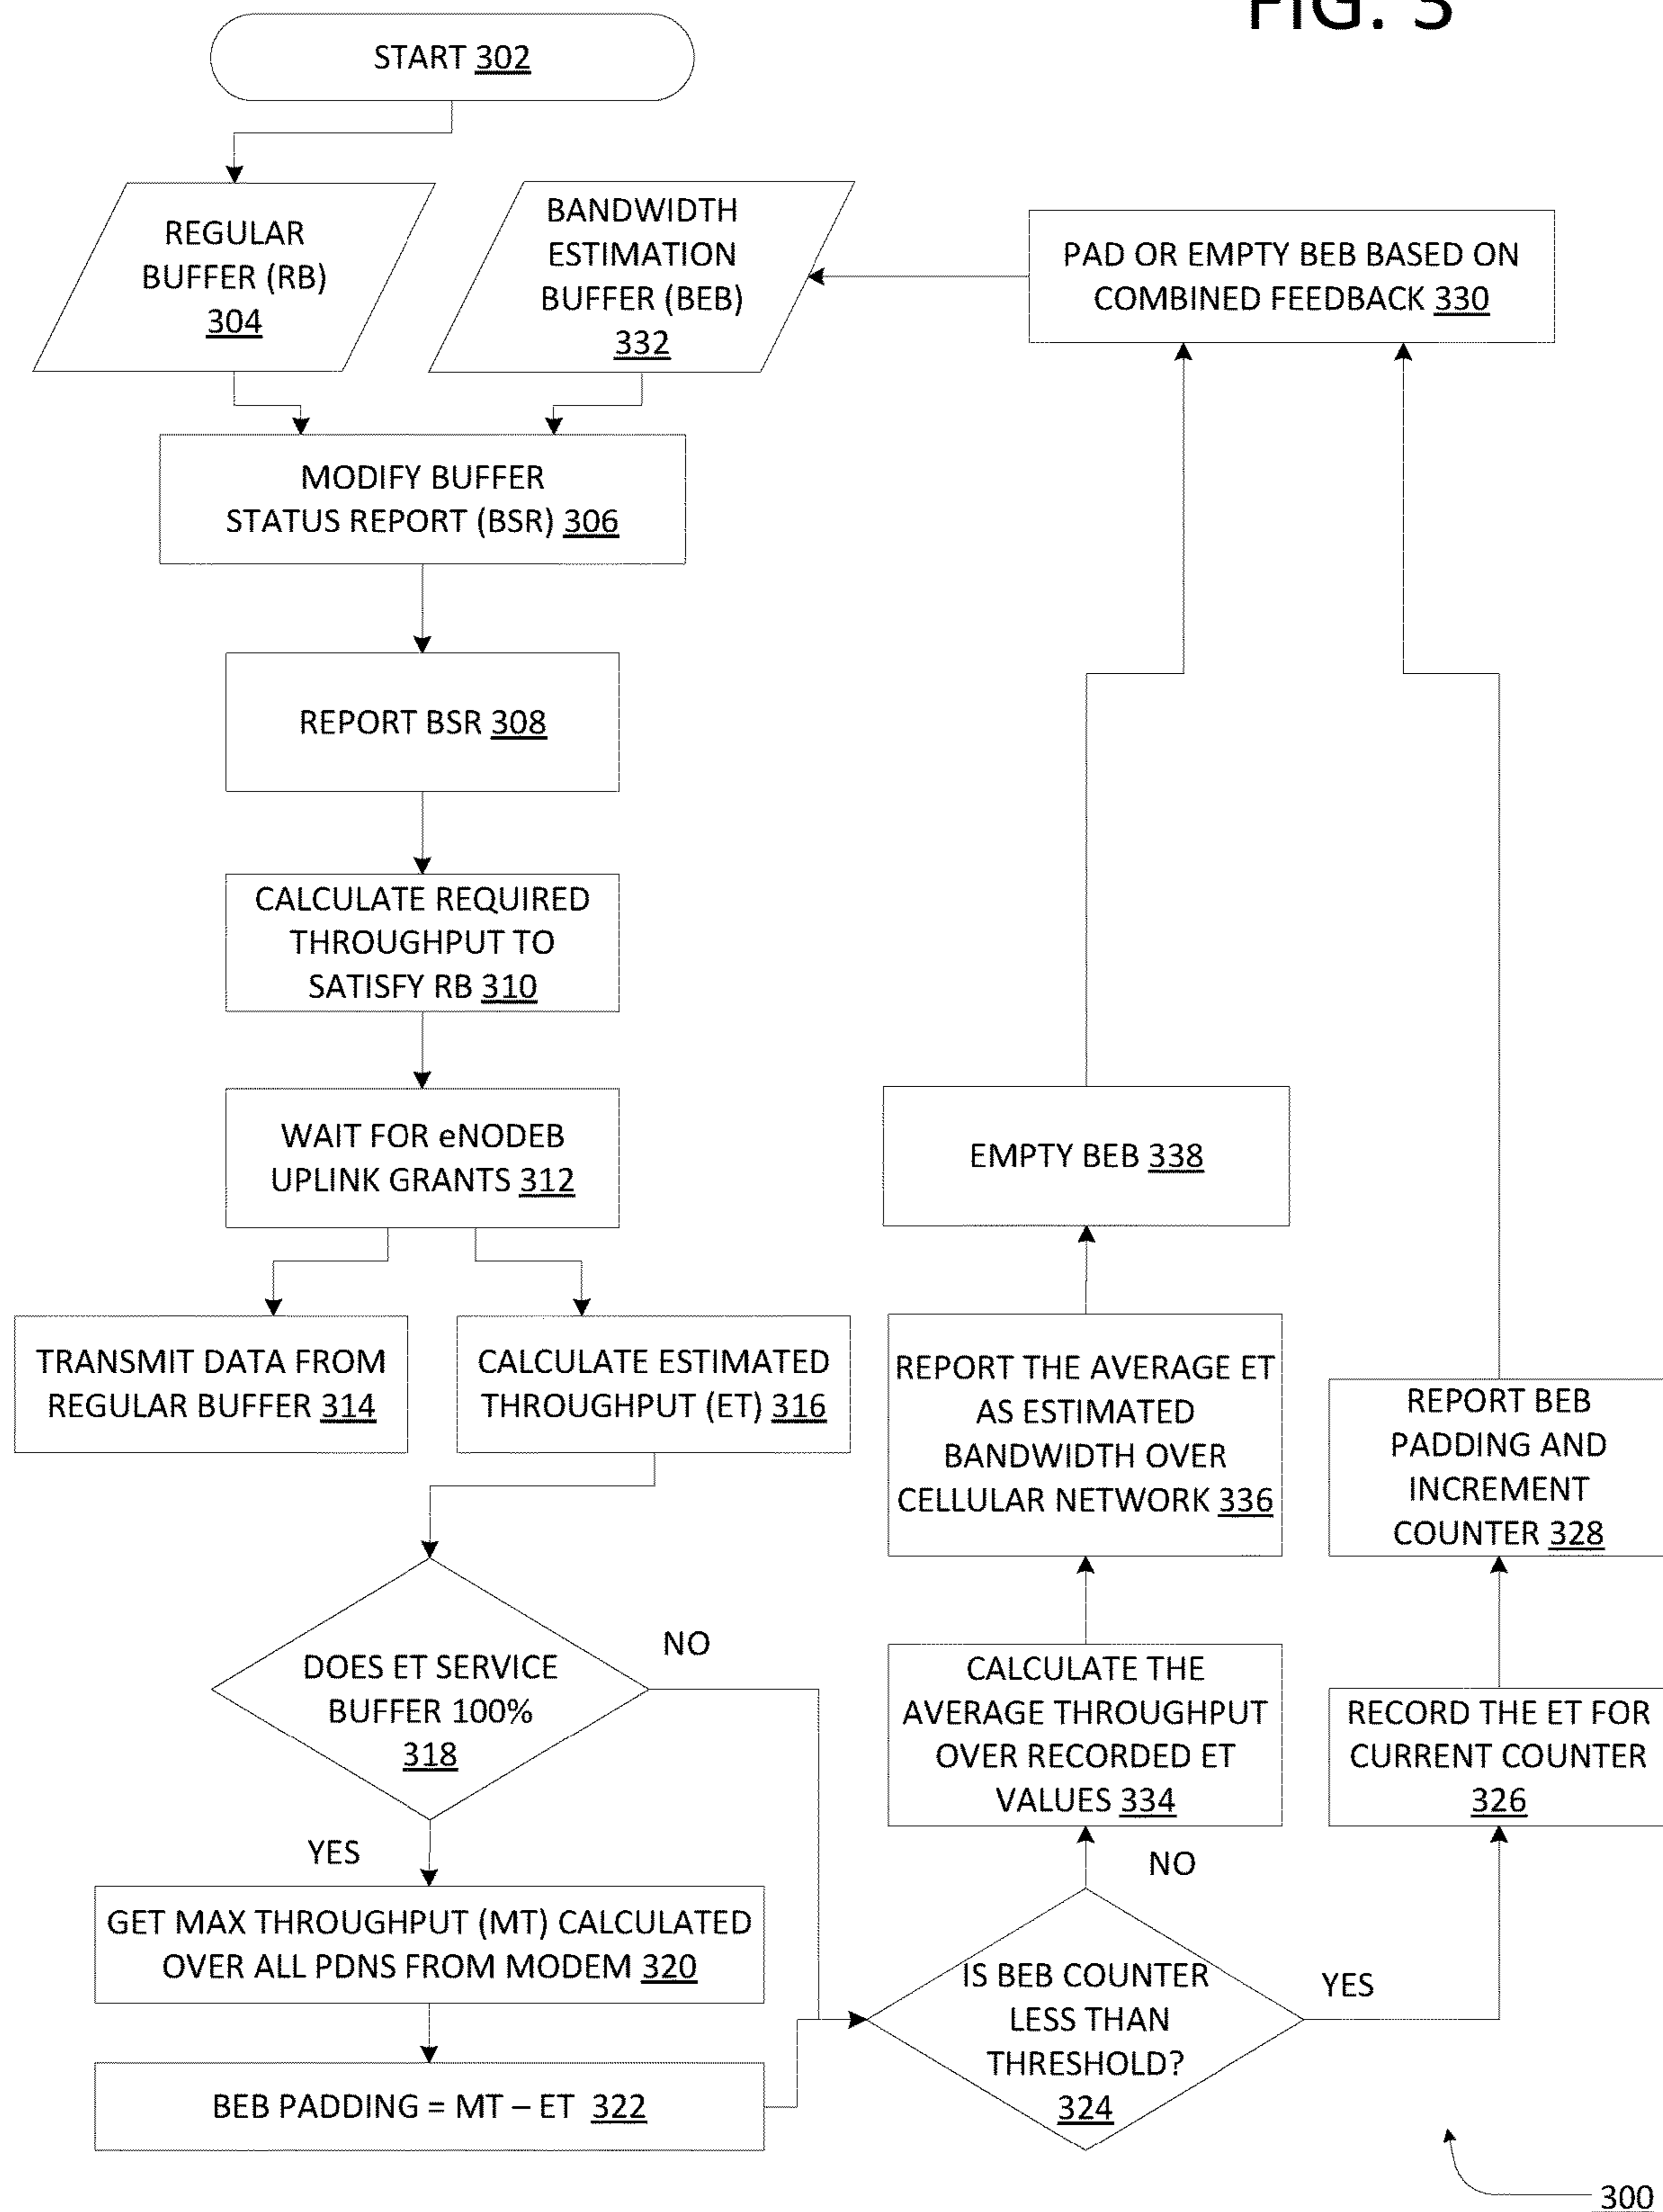 FIG. 3
START 302
REGULAR
BUFFER (RB)
304
BANDWIDTH
ESTIMATION
BUFFER (BEB)
332
PAD OR EMPTY BEB BASED ON
COMBINED FEEDBACK 330
MODIFY BUFFER
STATUS REPORT (BSR) 306
REPORT BSR 308
CALCULATE REQUIRED
THROUGHPUT TO
SATISFY RB 310
WAIT FOR eNODEB
UPLINK GRANTS 312
TRANSMIT DATA FROM
REGULAR BUFFER 314
CALCULATE ESTIMATED
THROUGHPUT (ET) 316
DOES ET SERVICE
BUFFER 100%
318
NO
YES
GET MAX THROUGHPUT (MT) CALCULATED
OVER ALL PDNS FROM MODEM 320
BEB PADDING = MT – ET 322
IS BEB COUNTER
LESS THAN
THRESHOLD?
324
NO
YES
CALCULATE THE
AVERAGE THROUGHPUT
OVER RECORDED ET
VALUES 334
REPORT THE AVERAGE ET
AS ESTIMATED
BANDWIDTH OVER
CELLULAR NETWORK 336
EMPTY BEB 338
RECORD THE ET FOR
CURRENT COUNTER
326
REPORT BEB
PADDING AND
INCREMENT
COUNTER 328
300